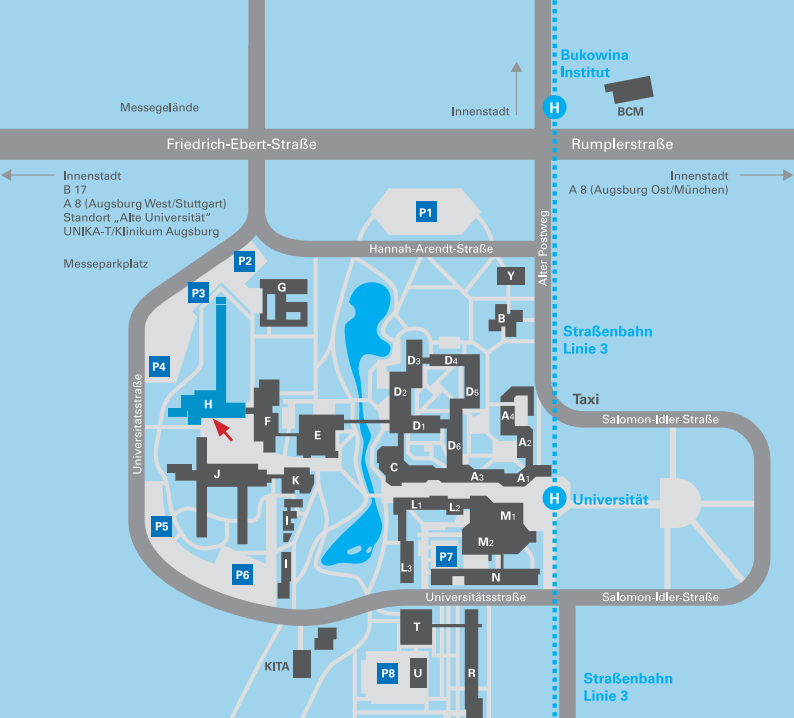 Bukowina
Institut
H
BCM
Messegelände
Innenstadt
Friedrich-Ebert-Straße
Rumplerstraße
Innenstadt
B 17
A 8 (Augsburg West/Stuttgart)
Standort „Alte Universität“
UNIKA-T/Klinikum Augsburg
Messeparkplatz
Innenstadt
A 8 (Augsburg Ost/München)
P1
Hannah-Arendt-Straße
Alter Postweg
P2
P3
G
Y
B
Straßenbahn
Linie 3
P4
H
F
E
D3
D4
D2
D5
D1
D6
A4
A2
Taxi
Salomon-Idler-Straße
Universitätsstraße
J
K
C
A3
A1
H
Universität
I
I
L1
L2
M1
M2
L3
P5
P6
P7
N
Universitätsstraße
Salomon-Idler-Straße
T
KITA
P8
U
R
Straßenbahn
Linie 3